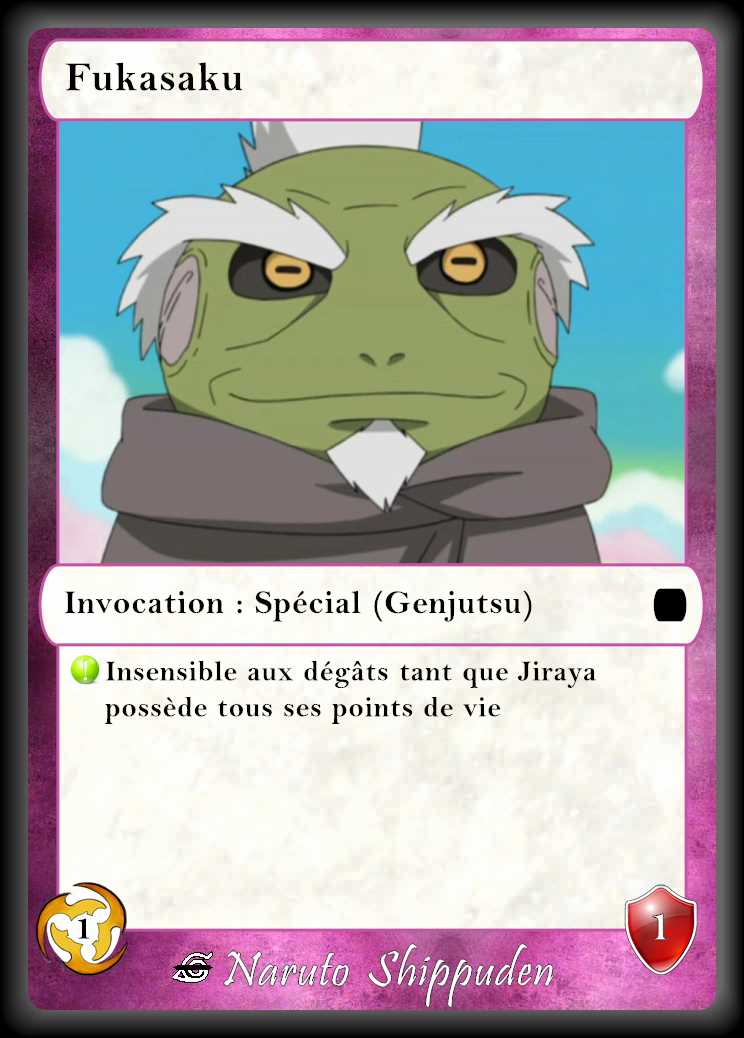 Fukasaku
Invocation : Spécial (Genjutsu)
Insensible aux dégâts tant que Jiraya
possède tous ses points de vie
1
1
Naruto Shippuden